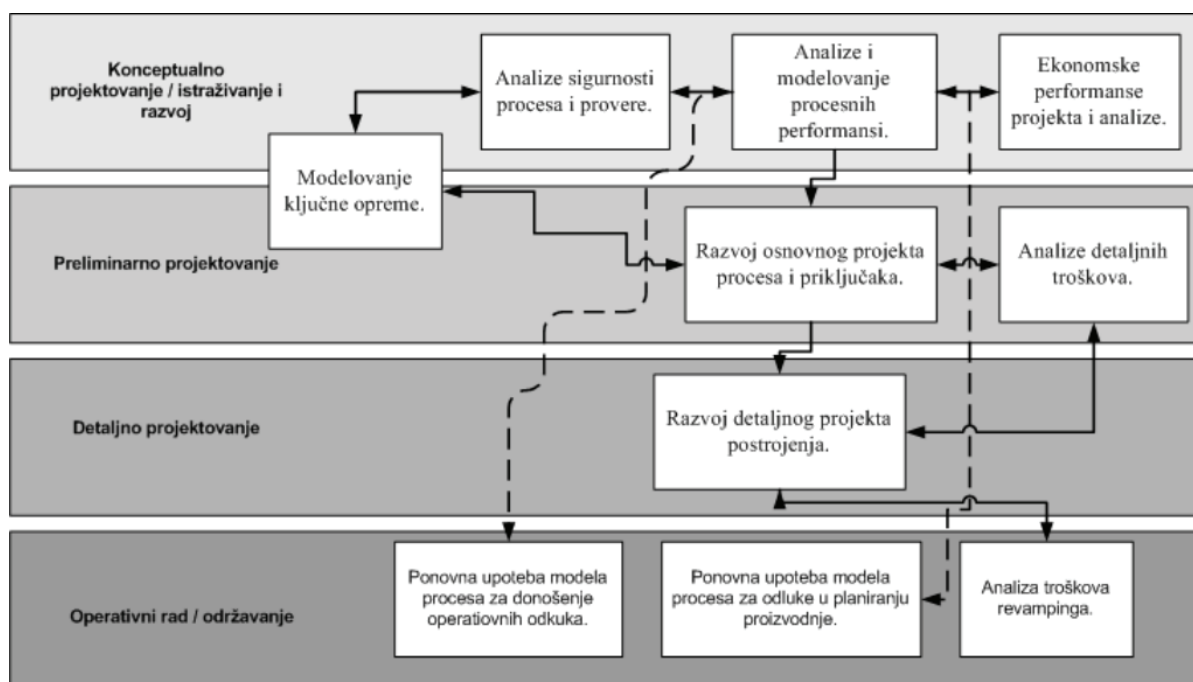 Konceptualno
projektovanje / istraživanje i
razvoj
Analize sigurnosti
procesa i provere.
Analize i
modelovanje
procesnih
performansi.
Ekonomske
performanse
projekta i analize.
Modelovanje
ključne opreme.
Preliminarno projektovanje
Razvoj osnovnog projekta
procesa i priključaka.
Analize detaljnih
troškova.
Detaljno projektovanje
Razvoj detaljnog projekta
postrojenja.
Operativni rad / održavanje
Ponovna upoteba modela
procesa za donošenje
operatiovnih odkuka.
Ponovna upoteba modela
procesa za odluke u planiranju
proizvodnje.
Analiza troškova
revampinga.